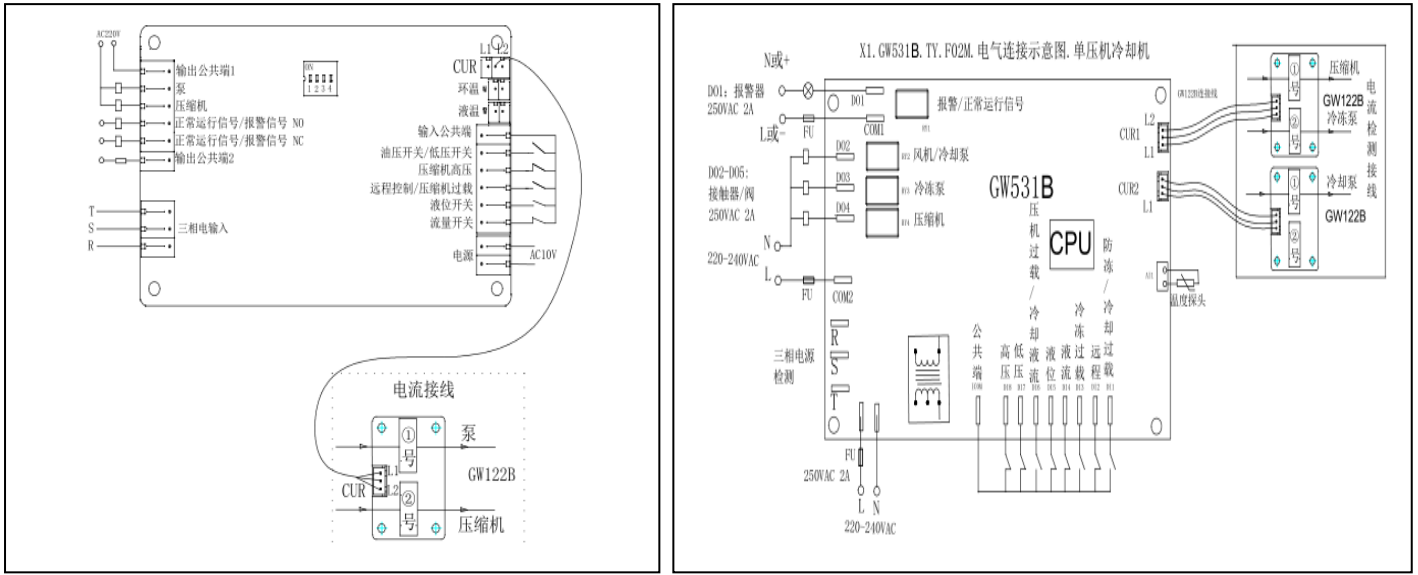 AC220V
输出公共端1
泵
压缩机
正常运行信号/报警信号 NO
正常运行信号/报警信号 NC
输出公共端2
T
S
R
三相电输入
ON
1 2 3 4
L1 L2
CUR
环温
液温
输入公共端
油压开关/低压开关
压缩机高压
远程控制/压缩机过载
液位开关
流量开关
电源
AC10V
电流接线
①号
泵
GW122B
L1
CUR
L2
②号
压缩机
X1.GW531B.TY.F02M.电气连接示意图.单压机冷却机
N或+
DO1: 报警器
250VAC 2A
L或-
FU
DO1
COM1
报警/正常运行信号
DO2-DO5:
接触器/阀
250VAC 2A
DO2
风机/冷却泵
DO3
冷冻泵
DO4
压缩机
N
220-240VAC
L
FU
COM2
GW531B
CPU
R
S
T
三相电源
检测
公共端
高压
低压
压机过载/冷却液流
液位
液流
冷冻过载
远程
防冻/冷却过载
FU
250VAC 2A
L N
220-240VAC
GW122B连接线
L2
CUR1
L1
CUR2
L1
温度探头
①号
压缩机
GW122B
②号
冷冻泵
①号
冷却泵
GW122B
②号
电流检测接线